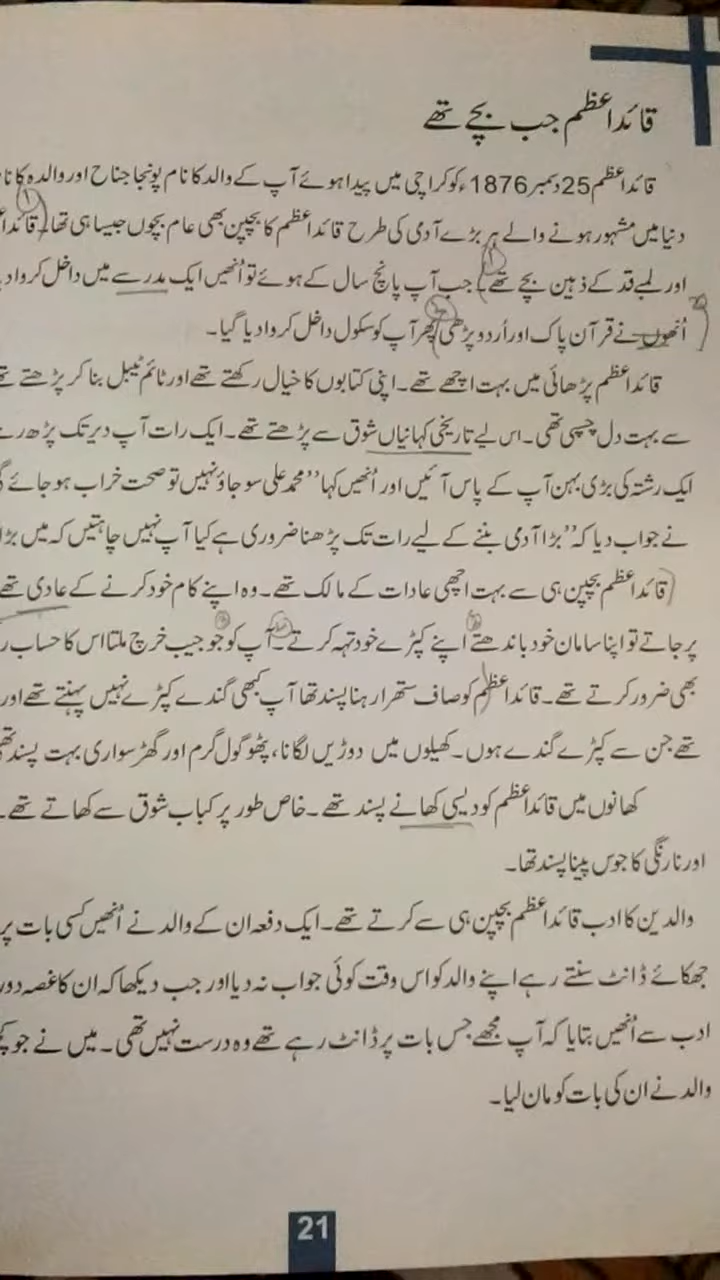 قائداعظم جب بچے تھے
قائداعظم 25 دسمبر 1876ء کو کراچی میں پیدا ہوئے آپ کے والد کا نام پونجا جناح اور والدہ کا
دنیا میں مشہور ہونے والے ہر بڑے آدمی کی طرح قائداعظم کا بچپن بھی عام بچوں جیسا ہی تھا۔
اور لمبے قد کے ذہین بچے تھے۔ جب آپ پانچ سال کے ہوئے تو اُنھیں ایک مدرسے میں داخل کروا
اُنھوں نے قرآن پاک اور اُردو پڑھی پھر آپ کو سکول داخل کروا دیا گیا۔
قائداعظم پڑھائی میں بہت اچھے تھے۔ اپنی کتابوں کا خیال رکھتے تھے اور ٹائم ٹیبل بنا کر پڑھتے
سے بہت دل چسپی تھی۔ اس لیے تاریخی کہانیاں شوق سے پڑھتے تھے۔ ایک رات آپ دیر تک پڑھ
ایک رشتہ کی بڑی بہن آپ کے پاس آئیں اور اُنھیں کہا ”محمد علی سو جاؤ نہیں تو صحت خراب ہو جائے
نے جواب دیا کہ ”بڑا آدمی بننے کے لیے رات تک پڑھنا ضروری ہے کیا آپ نہیں چاہتیں کہ میں بڑا
قائداعظم بچپن ہی سے بہت اچھی عادات کے مالک تھے۔ وہ اپنے کام خود کرنے کے عادی تھے
پر جاتے تو اپنا سامان خود باندھتے اپنے کپڑے خود تہہ کرتے۔ آپ کو جو جیب خرچ ملتا اس کا حساب
بھی ضرور کرتے تھے۔ قائداعظم کو صاف ستھرا رہنا پسند تھا آپ کبھی گندے کپڑے نہیں پہنتے تھے اور
تھے جن سے کپڑے گندے ہوں۔ کھیلوں میں دوڑیں لگانا، پٹھو گول گرم اور گھڑ سواری بہت پسند
کھانوں میں قائداعظم کو دیسی کھانے پسند تھے۔ خاص طور پر کباب شوق سے کھاتے تھے۔
اور نارنگی کا جوس پینا پسند تھا۔
والدین کا ادب قائداعظم بچپن ہی سے کرتے تھے۔ ایک دفعہ ان کے والد نے اُنھیں کسی بات پر
جھکائے ڈانٹ سنتے رہے اپنے والد کو اس وقت کوئی جواب نہ دیا اور جب دیکھا کہ ان کا غصہ دور
ادب سے اُنھیں بتایا کہ آپ مجھے جس بات پر ڈانٹ رہے تھے وہ درست نہیں تھی۔ میں نے جو
والد نے ان کی بات کو مان لیا۔
21